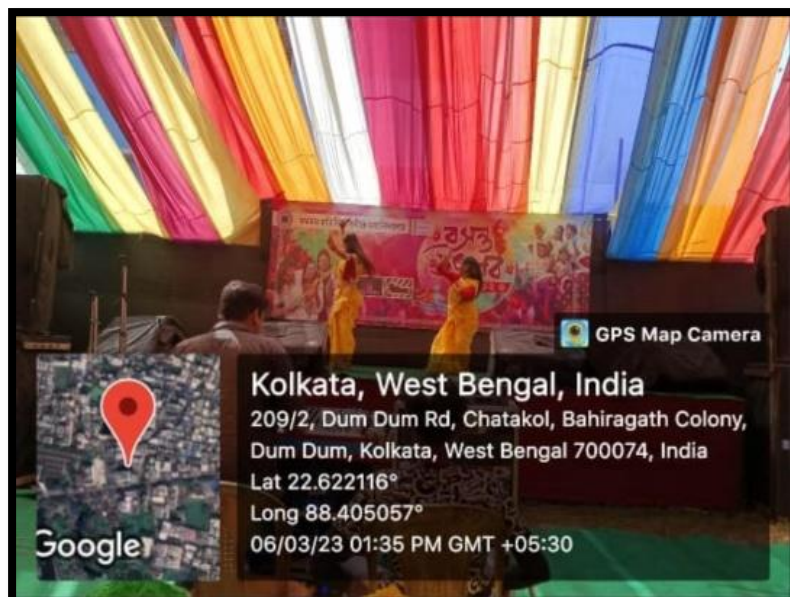 বসন্ত
GPS Map Camera
Kolkata, West Bengal, India
209/2, Dum Dum Rd, Chatakol, Bahiragath Colony,
Dum Dum, Kolkata, West Bengal 700074, India
Lat 22.622116°
Long 88.405057°
06/03/23 01:35 PM GMT +05:30
Google